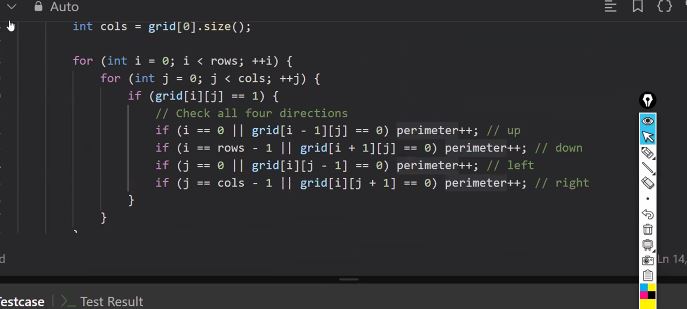 Auto
int cols = grid[0].size();
for (int i = 0; i < rows; ++i) {
for (int j = 0; j < cols; ++j) {
if (grid[i][j] == 1) {
// Check all four directions
if (i == 0 || grid[i - 1][j] == 0) perimeter++; // up
if (i == rows - 1 || grid[i + 1][j] == 0) perimeter++; // down
if (j == 0 || grid[i][j - 1] == 0) perimeter++; // left
if (j == cols - 1 || grid[i][j + 1] == 0) perimeter++; // right
}
}
d Ln 14,
estcase >_ Test Result